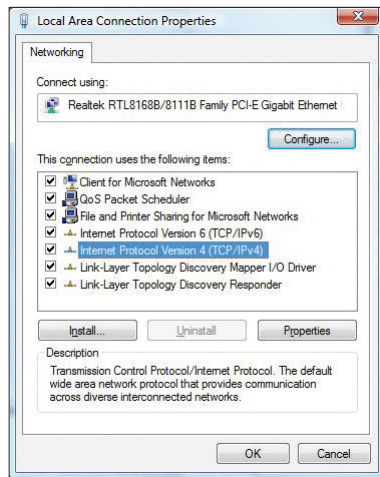 Local Area Connection Properties
Networking
Connect using:
Realtek RTL8168B/8111B Family PCI-E Gigabit Ethernet
Configure...
This connection uses the following items:
Client for Microsoft Networks
QoS Packet Scheduler
File and Printer Sharing for Microsoft Networks
Internet Protocol Version 6 (TCP/IPv6)
Internet Protocol Version 4 (TCP/IPv4)
Link-Layer Topology Discovery Mapper I/O Driver
Link-Layer Topology Discovery Responder
Install... Uninstall Properties
Description
Transmission Control Protocol/Internet Protocol. The default
wide area network protocol that provides communication
across diverse interconnected networks.
OK Cancel